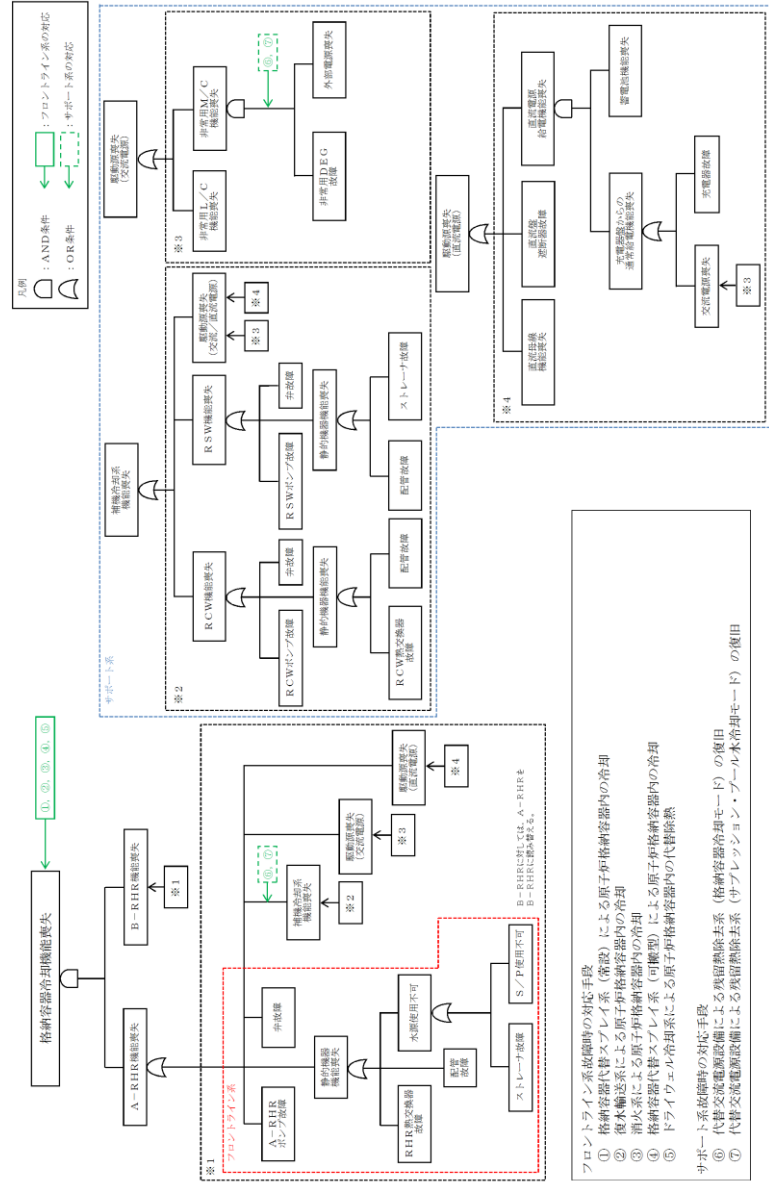 凡例
：AND条件
：OR条件
：フロントライン系の対応
：サポート系の対応
格納容器冷却機能喪失
①, ②, ③, ④, ⑤
A－RHR機能喪失
B－RHR機能喪失
※1
※1
フロントライン系
A－RHR
ポンプ故障
弁故障
静的機器
機能喪失
RHR熱交換器
故障
配管
故障
水源使用不可
ストレーナ故障
S／P使用不可
補機冷却系
機能喪失
⑥, ⑦
※2
駆動源喪失
(交流電源)
※3
駆動源喪失
(直流電源)
※4
B－RHRに対しては、A－RHRを
B－RHRに読み替える。
サポート系
補機冷却系
機能喪失
※2
RCW機能喪失
RCWポンプ故障
弁故障
静的機器機能喪失
RCW熱交換器
故障
配管故障
RSW機能喪失
RSWポンプ故障
弁故障
静的機器機能喪失
配管故障
ストレーナ故障
駆動源喪失
(交流／直流電源)
※3
※4
駆動源喪失
(交流電源)
※3
非常用L／C
機能喪失
非常用M／C
機能喪失
⑥, ⑦
非常用DEG
故障
外部電源喪失
駆動源喪失
(直流電源)
※4
直流母線
機能喪失
直流盤
遮断器故障
直流電源
給電機能喪失
充電器盤からの
通常給電機能喪失
蓄電池機能喪失
交流電源喪失
充電器故障
※3
フロントライン系故障時の対応手段
① 格納容器代替スプレイ系（常設）による原子炉格納容器内の冷却
② 復水輸送系による原子炉格納容器内の冷却
③ 消火系による原子炉格納容器内の冷却
④ 格納容器代替スプレイ系（可搬型）による原子炉格納容器内の冷却
⑤ ドライウェル冷却系による原子炉格納容器内の代替除熱
サポート系故障時の対応手段
⑥ 代替交流電源設備による残留熱除去系（格納容器冷却モード）の復旧
⑦ 代替交流電源設備による残留熱除去系（サプレッション・プール水冷却モード）の復旧